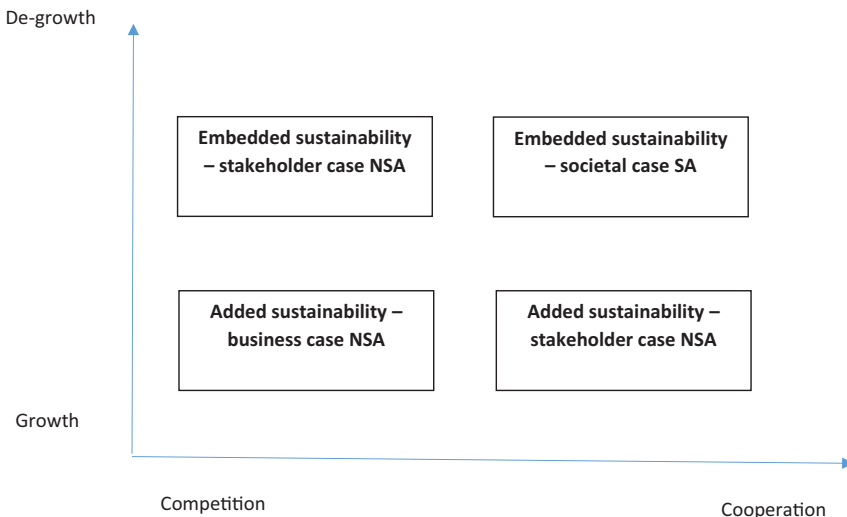 De-growth
Embedded sustainability
– stakeholder case NSA
Embedded sustainability
– societal case SA
Added sustainability –
business case NSA
Added sustainability –
stakeholder case NSA
Growth
Competition
Cooperation